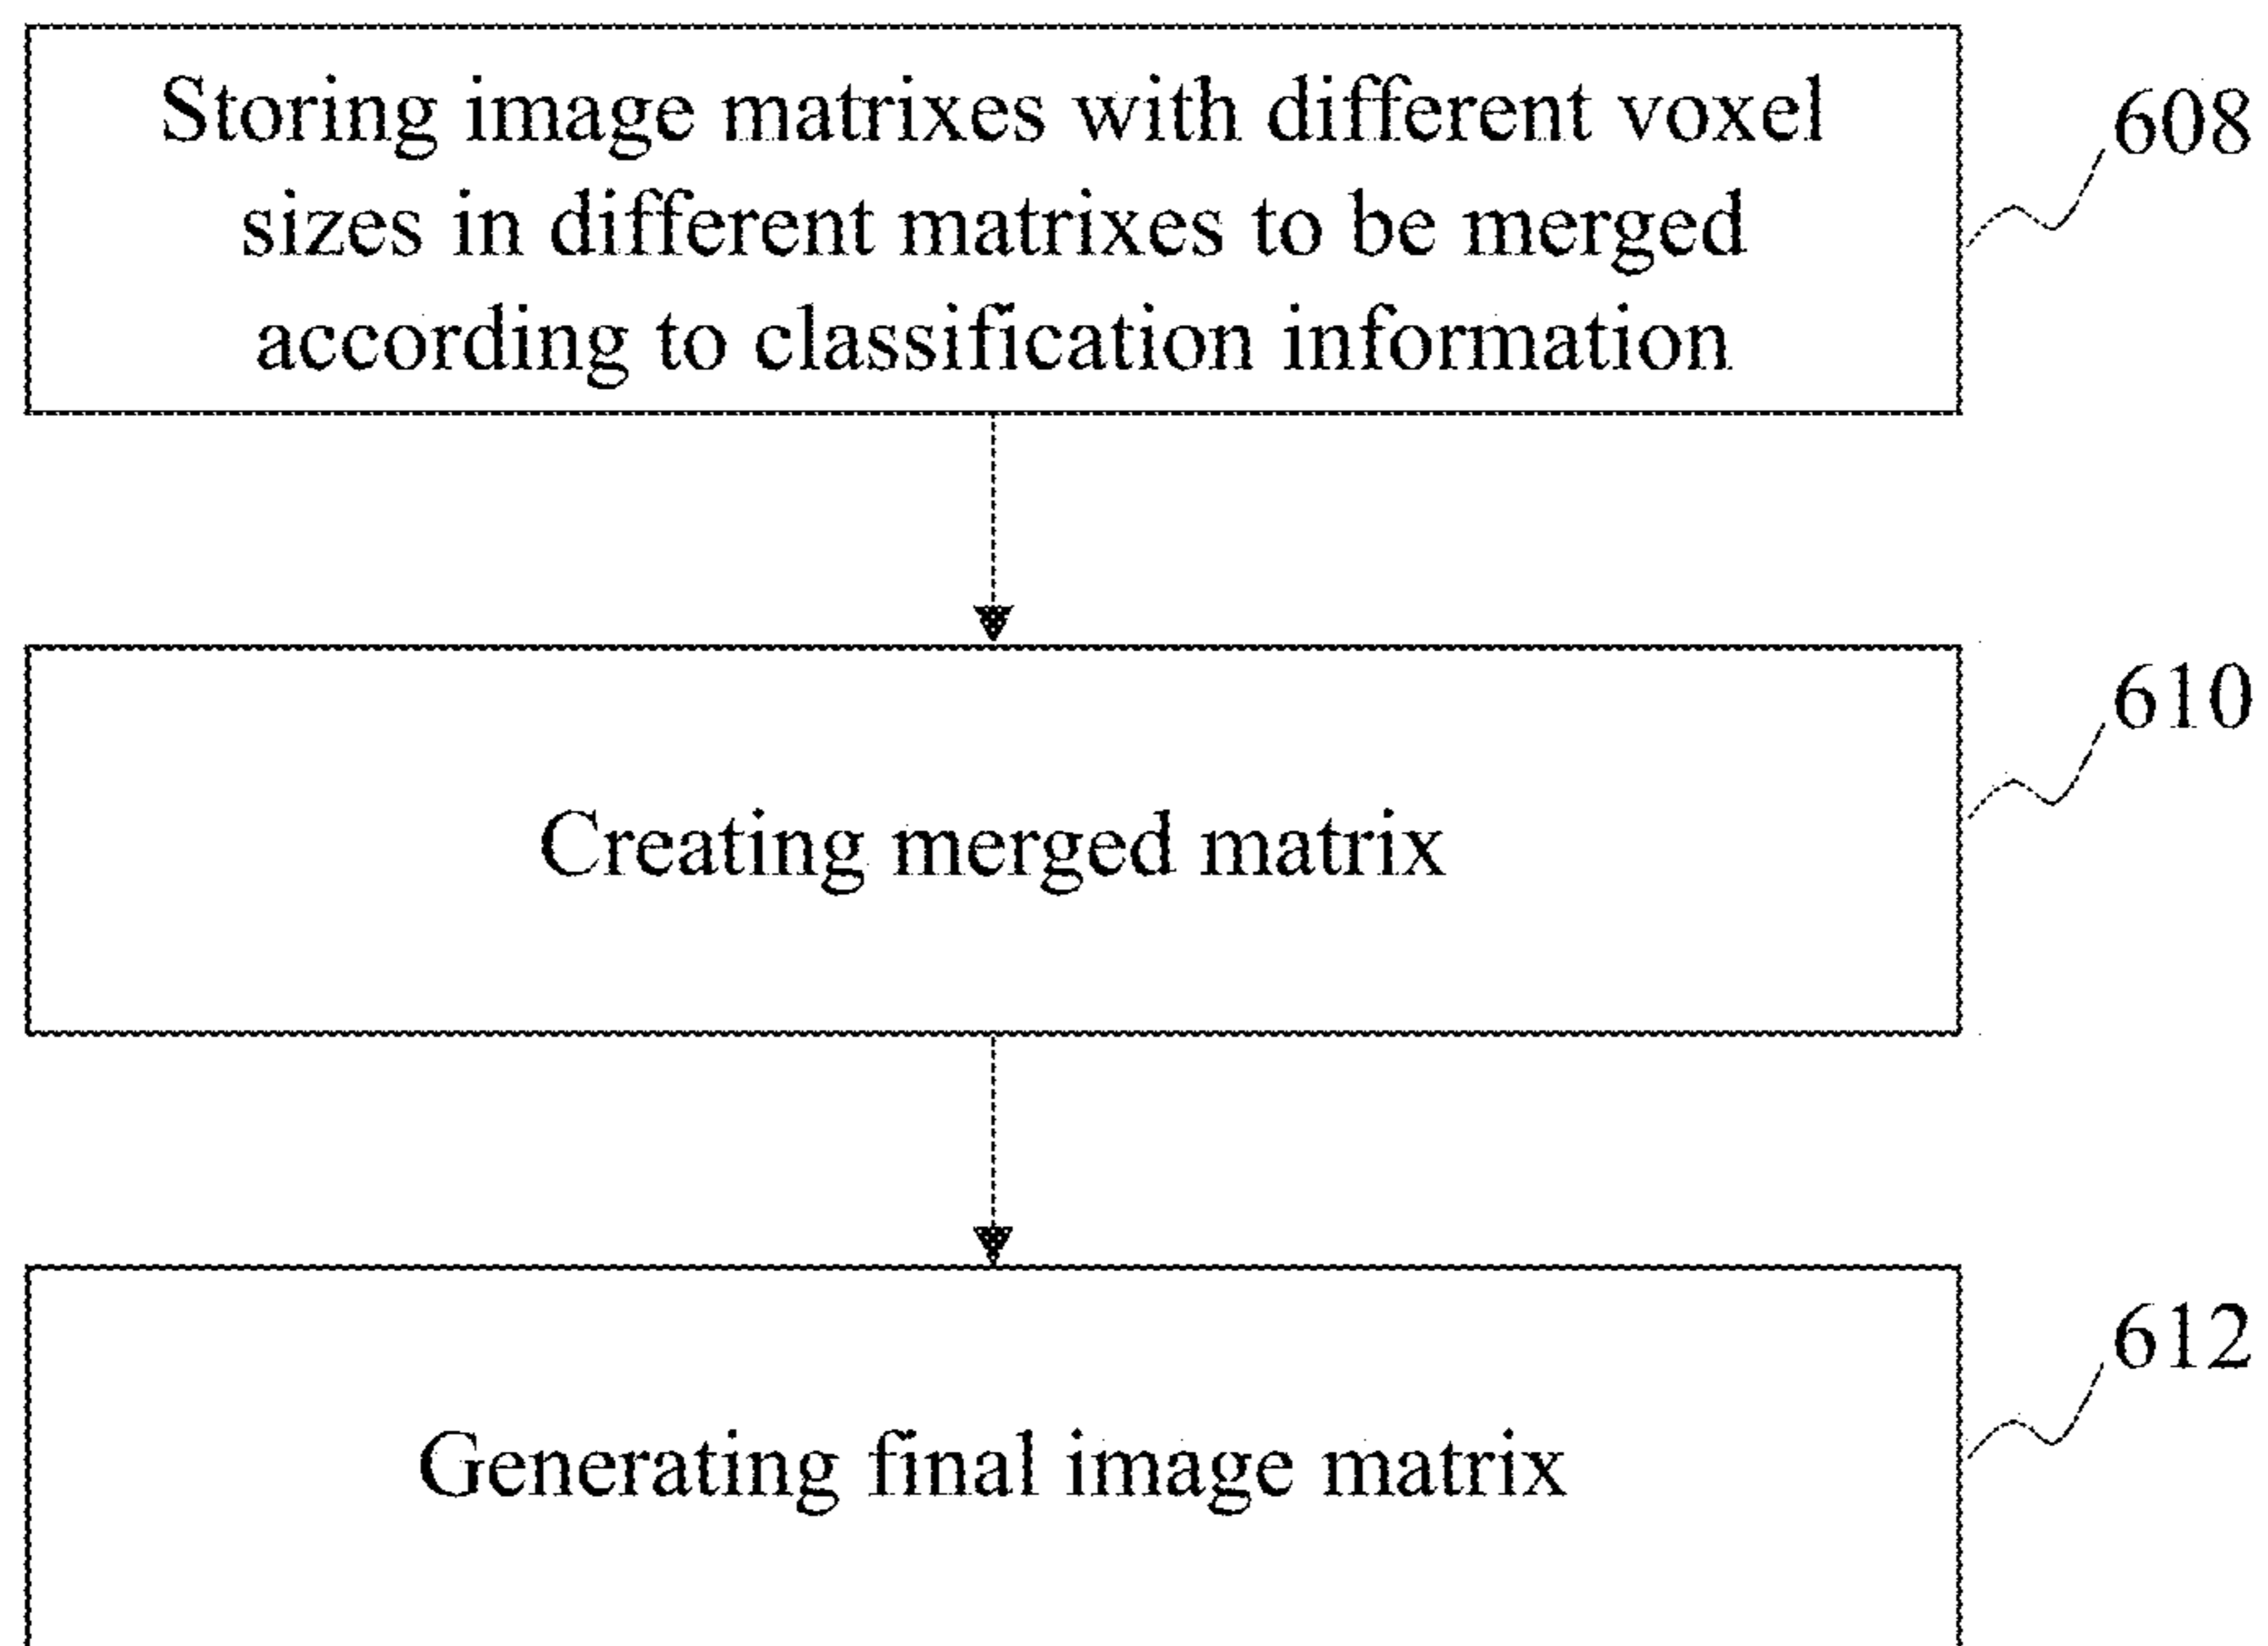 Storing image matrixes with different voxel
sizes in different matrixes to be merged
according to classification information
608
Creating merged matrix
610
Generating final image matrix
612